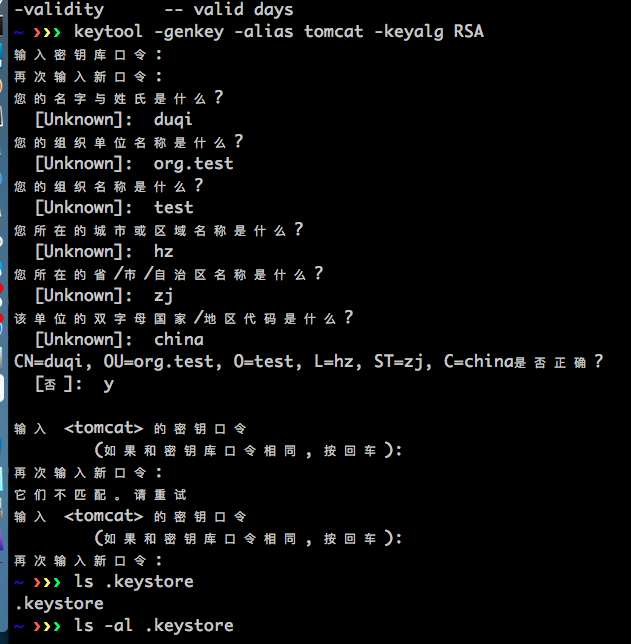 -validity      -- valid days
~ >>> keytool -genkey -alias tomcat -keyalg RSA
输入密钥库口令:
再次输入新口令:
您的名字与姓氏是什么?
  [Unknown]:  duqi
您的组织单位名称是什么?
  [Unknown]:  org.test
您的组织名称是什么?
  [Unknown]:  test
您所在的城市或区域名称是什么?
  [Unknown]:  hz
您所在的省/市/自治区名称是什么?
  [Unknown]:  zj
该单位的双字母国家/地区代码是什么?
  [Unknown]:  china
CN=duqi, OU=org.test, O=test, L=hz, ST=zj, C=china是否正确?
  [否]:  y
输入 <tomcat> 的密钥口令
        (如果和密钥库口令相同, 按回车):
再次输入新口令:
它们不匹配。请重试
输入 <tomcat> 的密钥口令
        (如果和密钥库口令相同, 按回车):
再次输入新口令:
~ >>> ls .keystore
.keystore
~ >>> ls -al .keystore